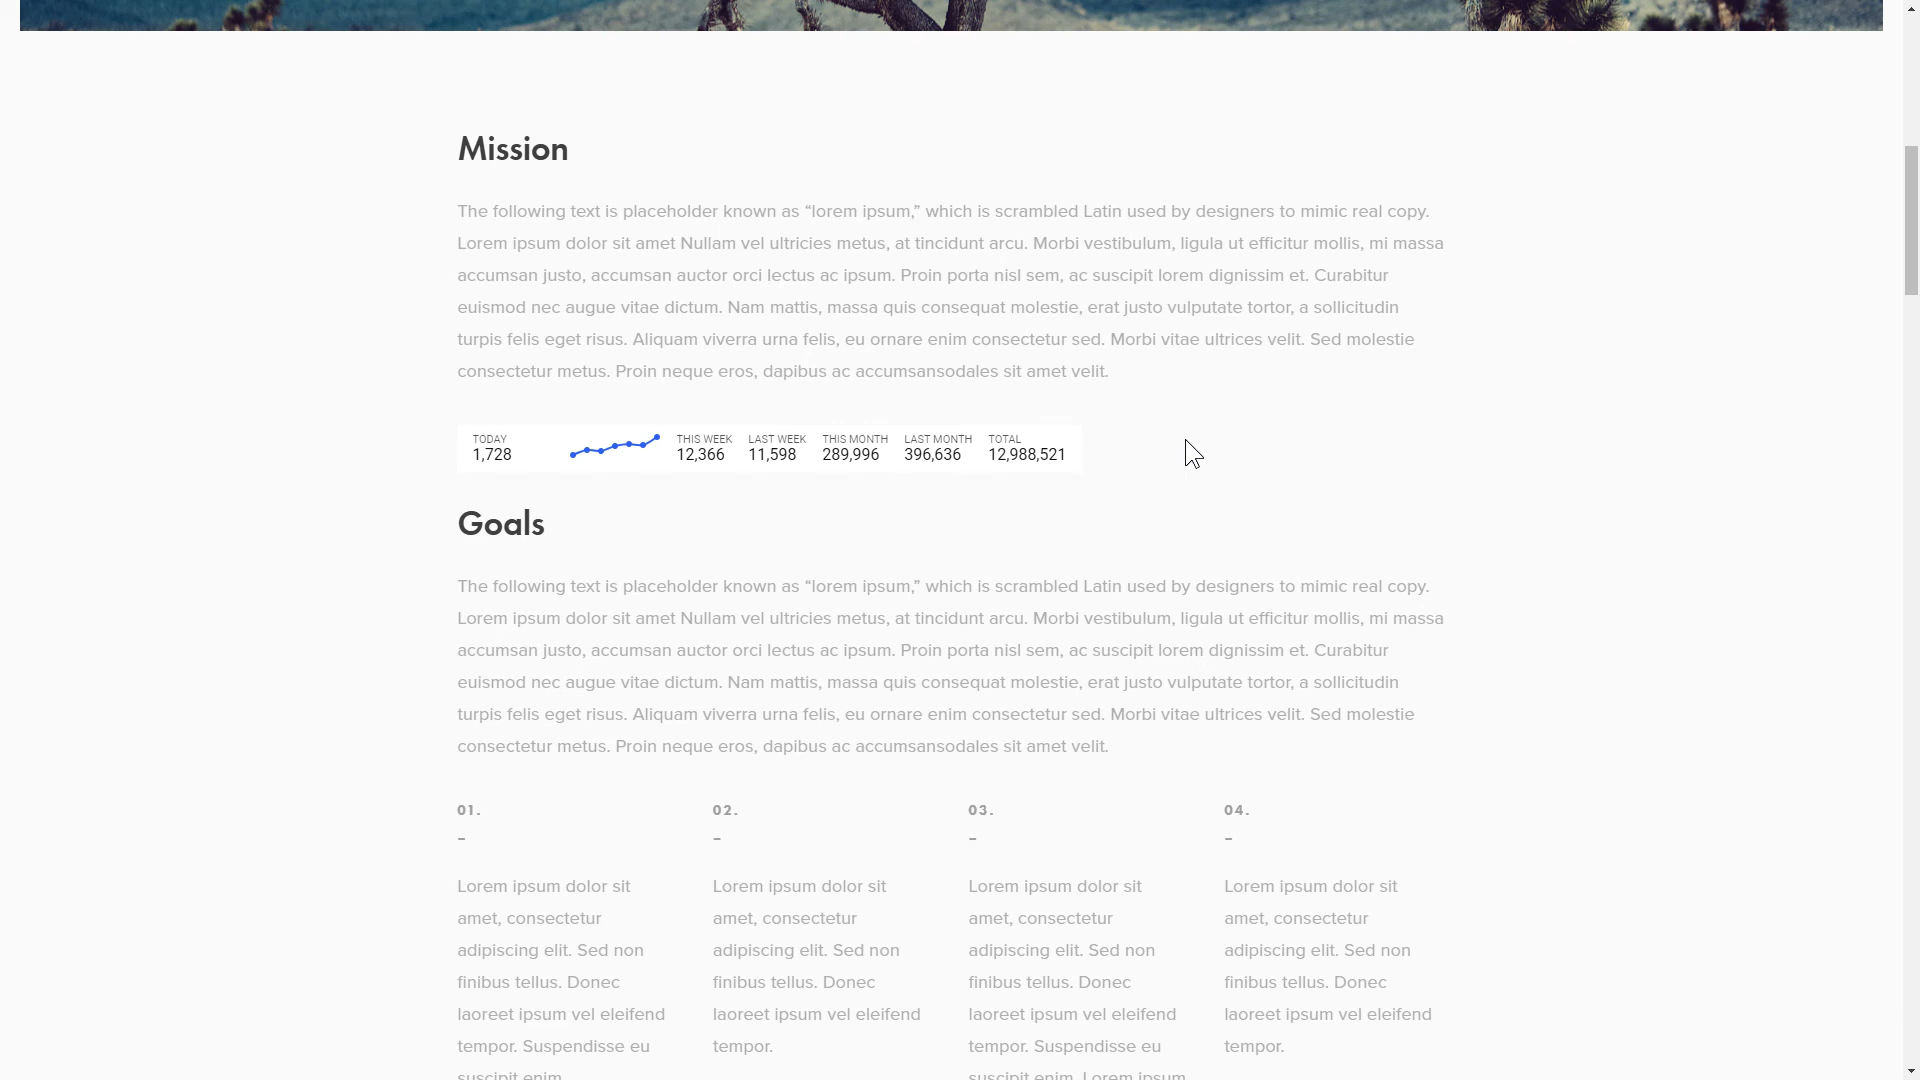 Mission
The following text is placeholder known as “lorem ipsum,” which is scrambled Latin used by designers to mimic real copy.
Lorem ipsum dolor sit amet Nullam vel ultricies metus, at tincidunt arcu. Morbi vestibulum, ligula ut efficitur mollis, mi massa
accumsan justo, accumsan auctor orci lectus ac ipsum. Proin porta nisl sem, ac suscipit lorem dignissim et. Curabitur
euismod nec augue vitae dictum. Nam mattis, massa quis consequat molestie, erat justo vulputate tortor, a sollicitudin
turpis felis eget risus. Aliquam viverra urna felis, eu ornare enim consectetur sed. Morbi vitae ultrices velit. Sed molestie
consectetur metus. Proin neque eros, dapibus ac accumsansodales sit amet velit.
TODAY THIS WEEK LAST WEEK THIS MONTH LAST MONTH TOTAL
1,728 12,366 11,598 289,996 396,636 12,988,521
Goals
The following text is placeholder known as “lorem ipsum,” which is scrambled Latin used by designers to mimic real copy.
Lorem ipsum dolor sit amet Nullam vel ultricies metus, at tincidunt arcu. Morbi vestibulum, ligula ut efficitur mollis, mi massa
accumsan justo, accumsan auctor orci lectus ac ipsum. Proin porta nisl sem, ac suscipit lorem dignissim et. Curabitur
euismod nec augue vitae dictum. Nam mattis, massa quis consequat molestie, erat justo vulputate tortor, a sollicitudin
turpis felis eget risus. Aliquam viverra urna felis, eu ornare enim consectetur sed. Morbi vitae ultrices velit. Sed molestie
consectetur metus. Proin neque eros, dapibus ac accumsansodales sit amet velit.
01.
–
Lorem ipsum dolor sit
amet, consectetur
adipiscing elit. Sed non
finibus tellus. Donec
laoreet ipsum vel eleifend
tempor. Suspendisse eu
suscipit enim.
02.
–
Lorem ipsum dolor sit
amet, consectetur
adipiscing elit. Sed non
finibus tellus. Donec
laoreet ipsum vel eleifend
tempor.
03.
–
Lorem ipsum dolor sit
amet, consectetur
adipiscing elit. Sed non
finibus tellus. Donec
laoreet ipsum vel eleifend
tempor. Suspendisse eu
suscipit enim. Lorem ipsum
04.
–
Lorem ipsum dolor sit
amet, consectetur
adipiscing elit. Sed non
finibus tellus. Donec
laoreet ipsum vel eleifend
tempor.